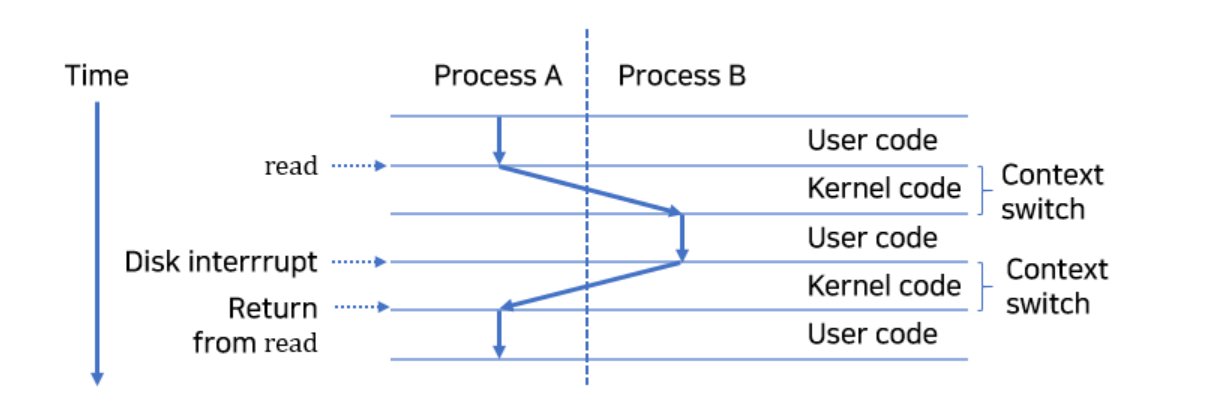 Time
Process A
Process B
User code
read
Kernel code
Context
switch
User code
Disk interrrupt
Kernel code
Context
switch
Return
from read
User code